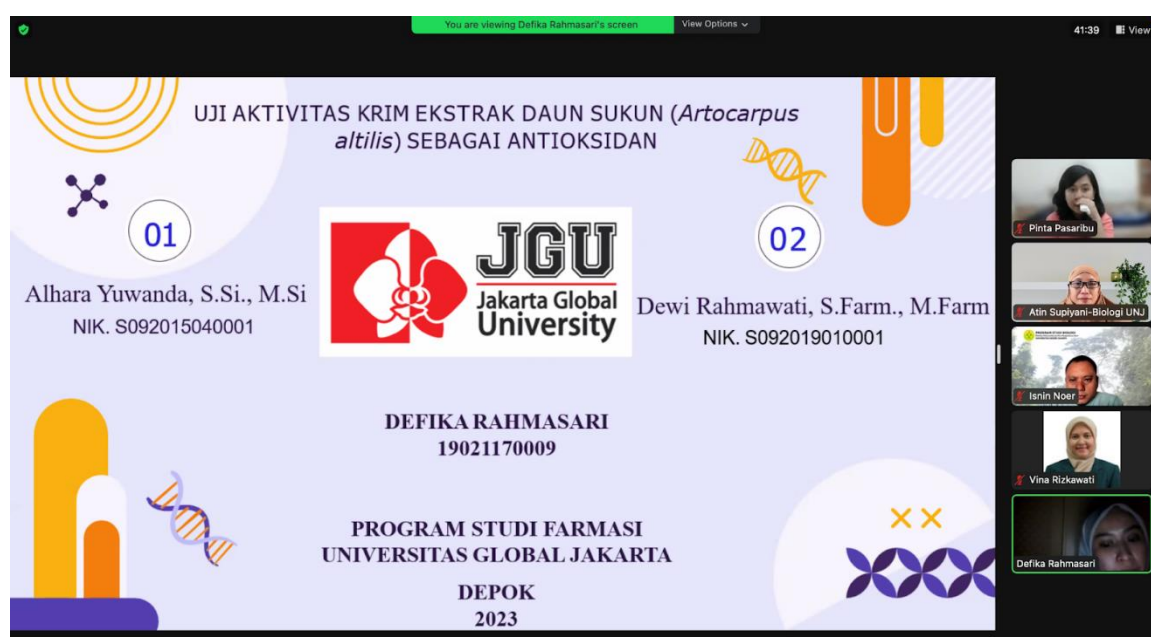 You are viewing Defika Rahmasari's screen
View Options
41:39
View
UJI AKTIVITAS KRIM EKSTRAK DAUN SUKUN (Artocarpus
altilis) SEBAGAI ANTIOKSIDAN
01
Alhara Yuwanda, S.Si., M.Si
NIK. S092015040001
JGU
Jakarta Global
University
02
Dewi Rahmawati, S.Farm., M.Farm
NIK. S092019010001
DEFIKA RAHMASARI
19021170009
PROGRAM STUDI FARMASI
UNIVERSITAS GLOBAL JAKARTA
DEPOK
2023
Pinta Pasaribu
Atin Supiyani-Biologi UNJ
PROGRAM STUDI BIOLOGI
Isnin Noer
Vina Rizkawati
Defika Rahmasari